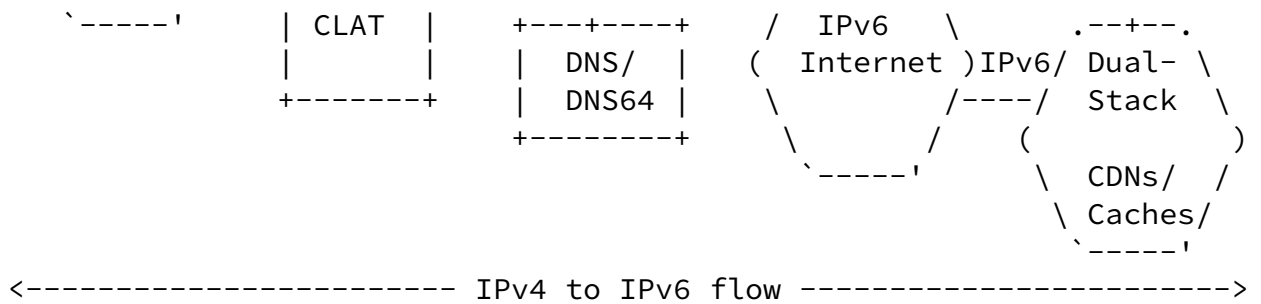 CLAT IPv6
DNS/ Internet IPv6 Dual-
DNS64 Stack
CDNs/
Caches
IPv4 to IPv6 flow